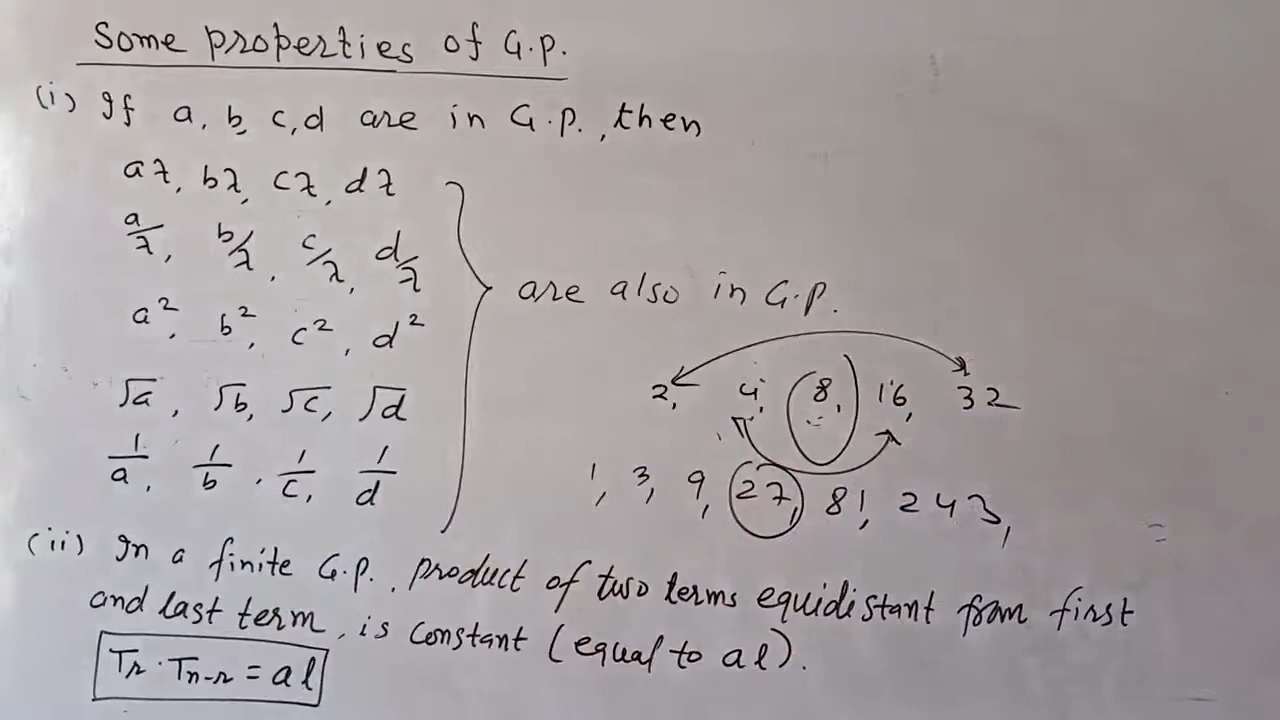 Some properties of G.p.
(i) If a, b, c, d are in G.p., then
aλ, bλ, cλ, dλ
a/λ, b/λ, c/λ, d/λ
are also in G.p.
a², b², c², d²
√a, √b, √c, √d
2, 4, 8, 16, 32
1/a, 1/b, 1/c, 1/d
1, 3, 9, 27, 81, 243,
(ii) In a finite G.p., product of two terms equidistant from first
and last term, is constant (equal to al).
Tr · Tn-r = al